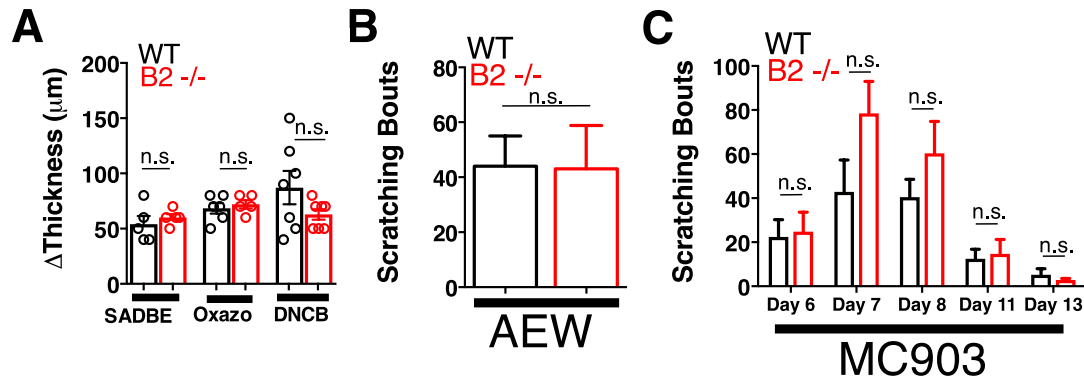 A
WT
B2 -/-
ΔThickness (μm)
200
150
100
50
0
n.s.
n.s.
n.s.
SADBE
Oxazo
DNCB
B
WT
B2 -/-
Scratching Bouts
80
60
40
20
0
n.s.
AEW
C
WT
B2 -/-
Scratching Bouts
100
80
60
40
20
0
n.s.
n.s.
n.s.
n.s.
n.s.
Day 6
Day 7
Day 8
Day 11
Day 13
MC903